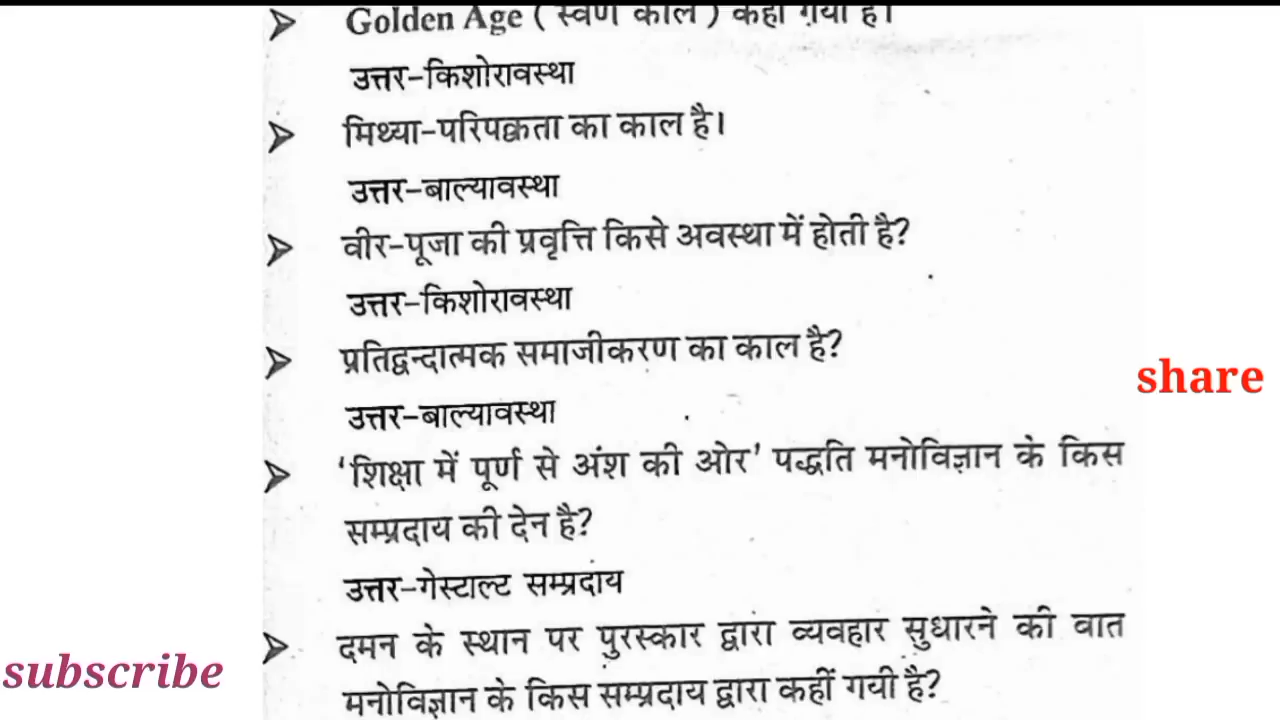 ➤ Golden Age ( स्वर्ण काल ) कहा गया है।
उत्तर-किशोरावस्था
➤ मिथ्या-परिपक्वता का काल है।
उत्तर-बाल्यावस्था
➤ वीर-पूजा की प्रवृत्ति किसे अवस्था में होती है?
उत्तर-किशोरावस्था
➤ प्रतिद्वन्दात्मक समाजीकरण का काल है?
उत्तर-बाल्यावस्था
share
➤ ‘शिक्षा में पूर्ण से अंश की ओर’ पद्धति मनोविज्ञान के किस
सम्प्रदाय की देन है?
उत्तर-गेस्टाल्ट सम्प्रदाय
➤ दमन के स्थान पर पुरस्कार द्वारा व्यवहार सुधारने की वात
मनोविज्ञान के किस सम्प्रदाय द्वारा कहीं गयी है?
subscribe